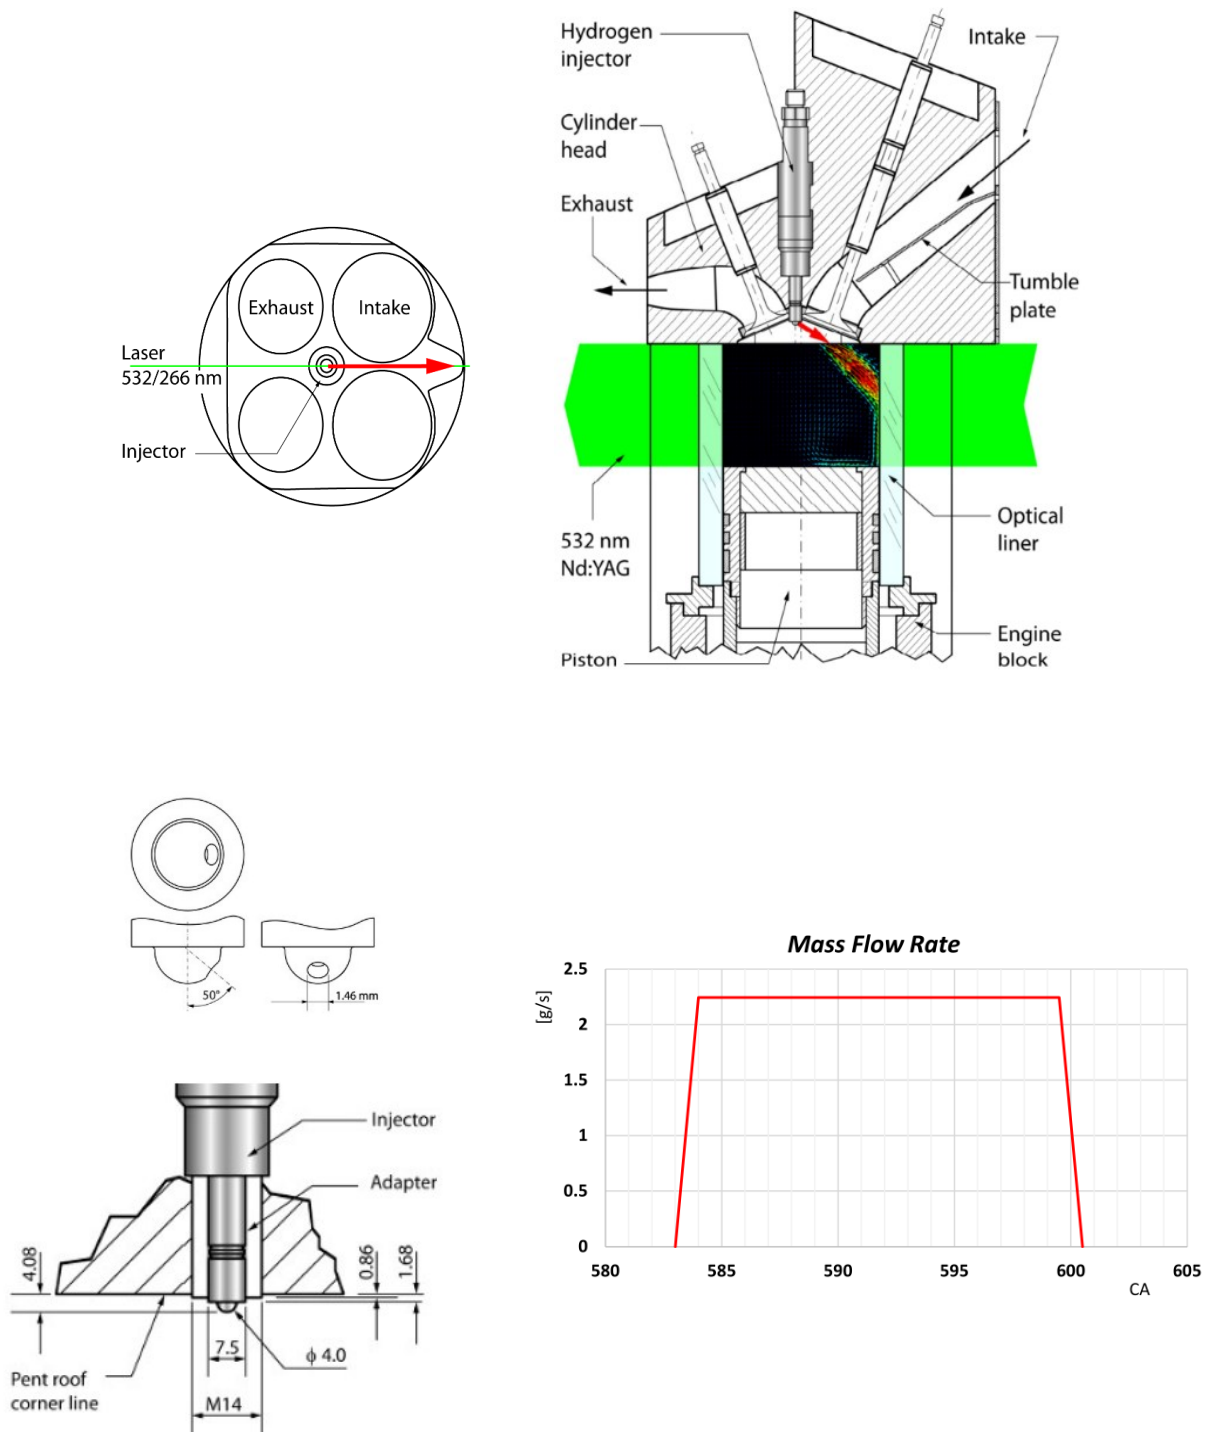 Hydrogen
injector
Intake
Cylinder
head
Exhaust
Tumble
plate
Exhaust
Intake
Laser
532/266 nm
Injector
Optical
liner
532 nm
Nd:YAG
Engine
block
Piston
50°
1.46 mm
Mass Flow Rate
[g/s]
2.5
2
1.5
1
0.5
0
580
585
590
595
600
605
CA
Injector
Adapter
4.08
0.86
1.68
7.5
ϕ 4.0
Pent roof
corner line
M14